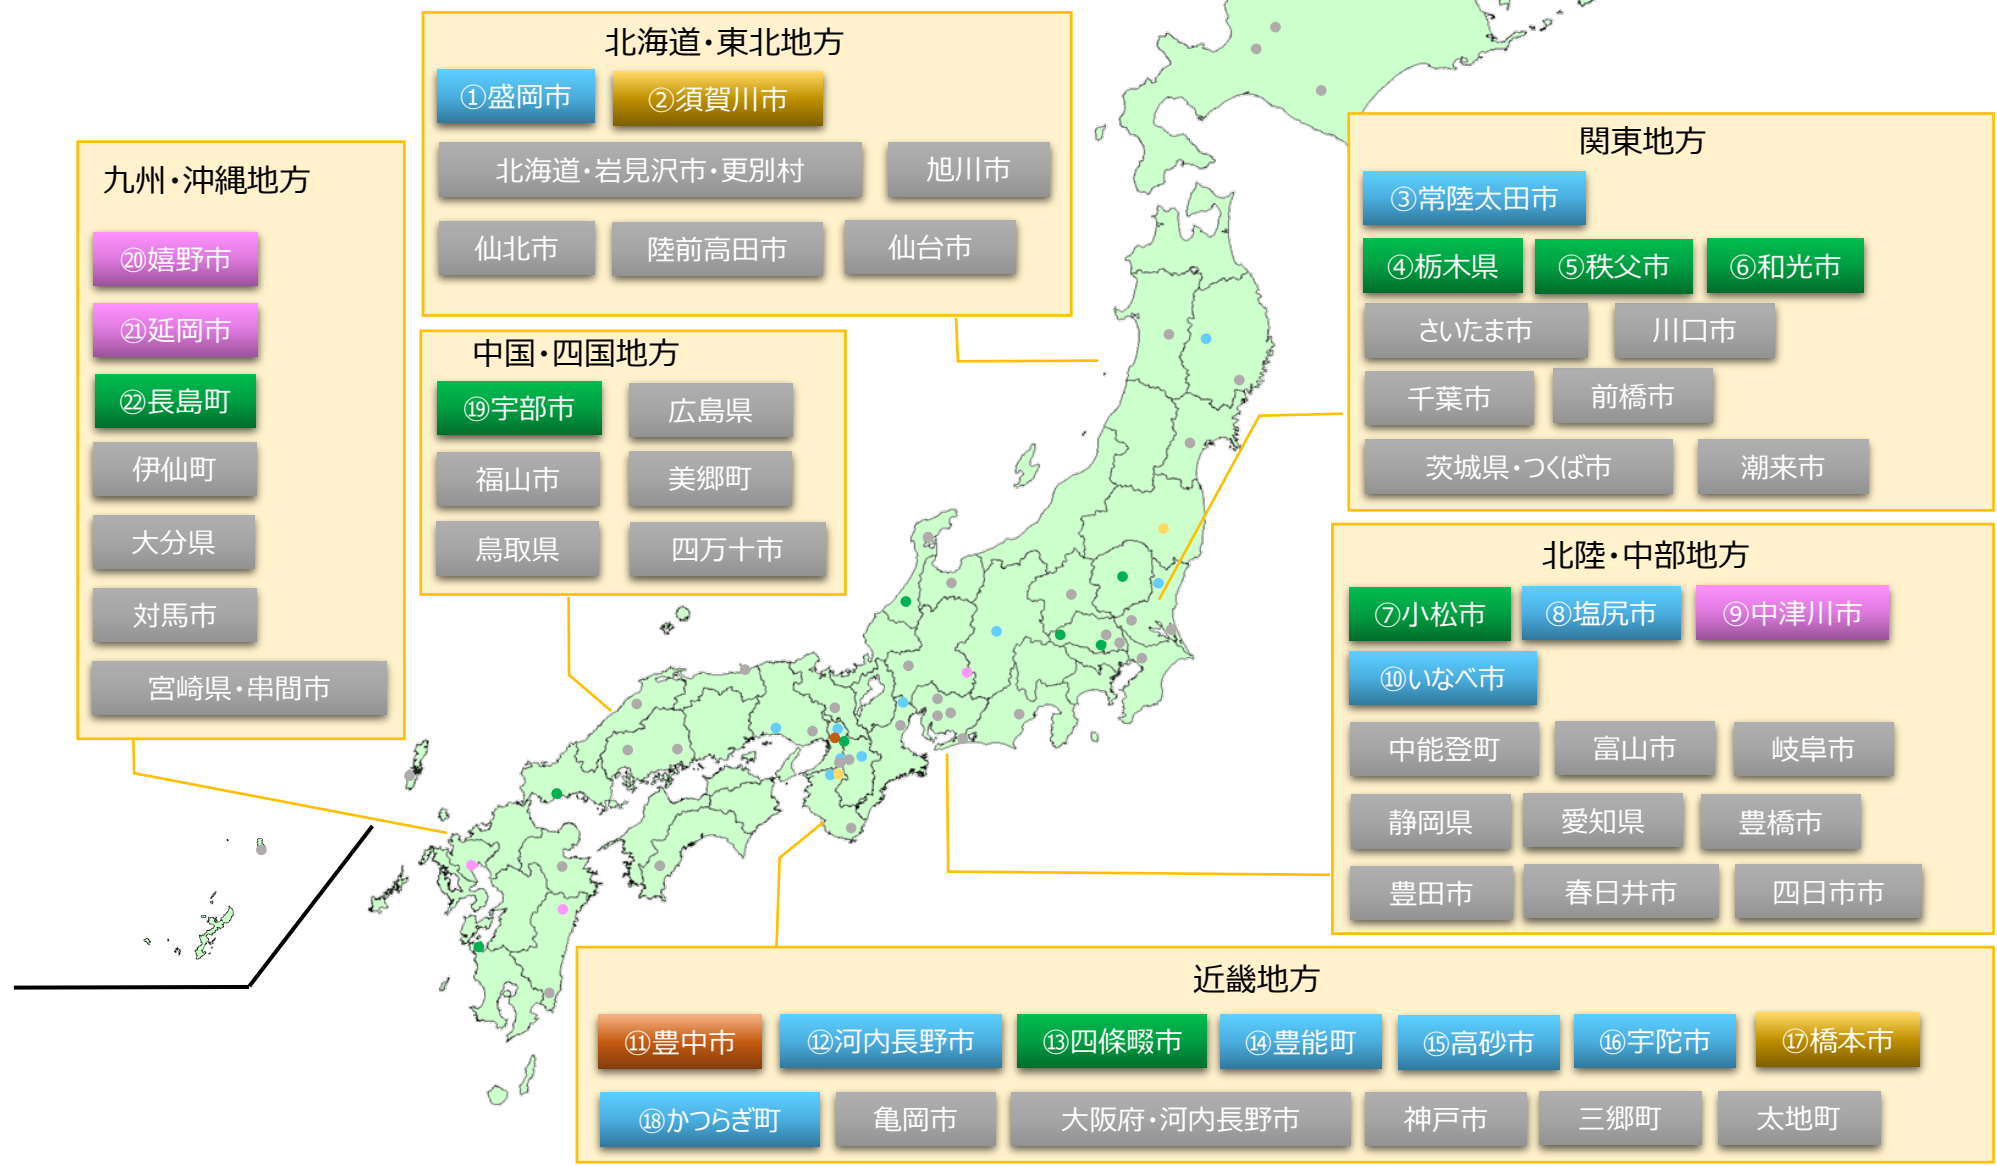 北海道・東北地方
①盛岡市 ②須賀川市
北海道・岩見沢市・更別村 旭川市
仙北市 陸前高田市 仙台市
九州・沖縄地方
⑳嬉野市
㉑延岡市
㉒長島町
伊仙町
大分県
対馬市
宮崎県・串間市
中国・四国地方
⑲宇部市 広島県
福山市 美郷町
鳥取県 四万十市
関東地方
③常陸太田市
④栃木県 ⑤秩父市 ⑥和光市
さいたま市 川口市
千葉市 前橋市
茨城県・つくば市 潮来市
北陸・中部地方
⑦小松市 ⑧塩尻市 ⑨中津川市
⑩いなべ市
中能登町 富山市 岐阜市
静岡県 愛知県 豊橋市
豊田市 春日井市 四日市市
近畿地方
⑪豊中市 ⑫河内長野市 ⑬四條畷市 ⑭豊能町 ⑮高砂市 ⑯宇陀市 ⑰橋本市
⑱かつらぎ町 亀岡市 大阪府・河内長野市 神戸市 三郷町 太地町